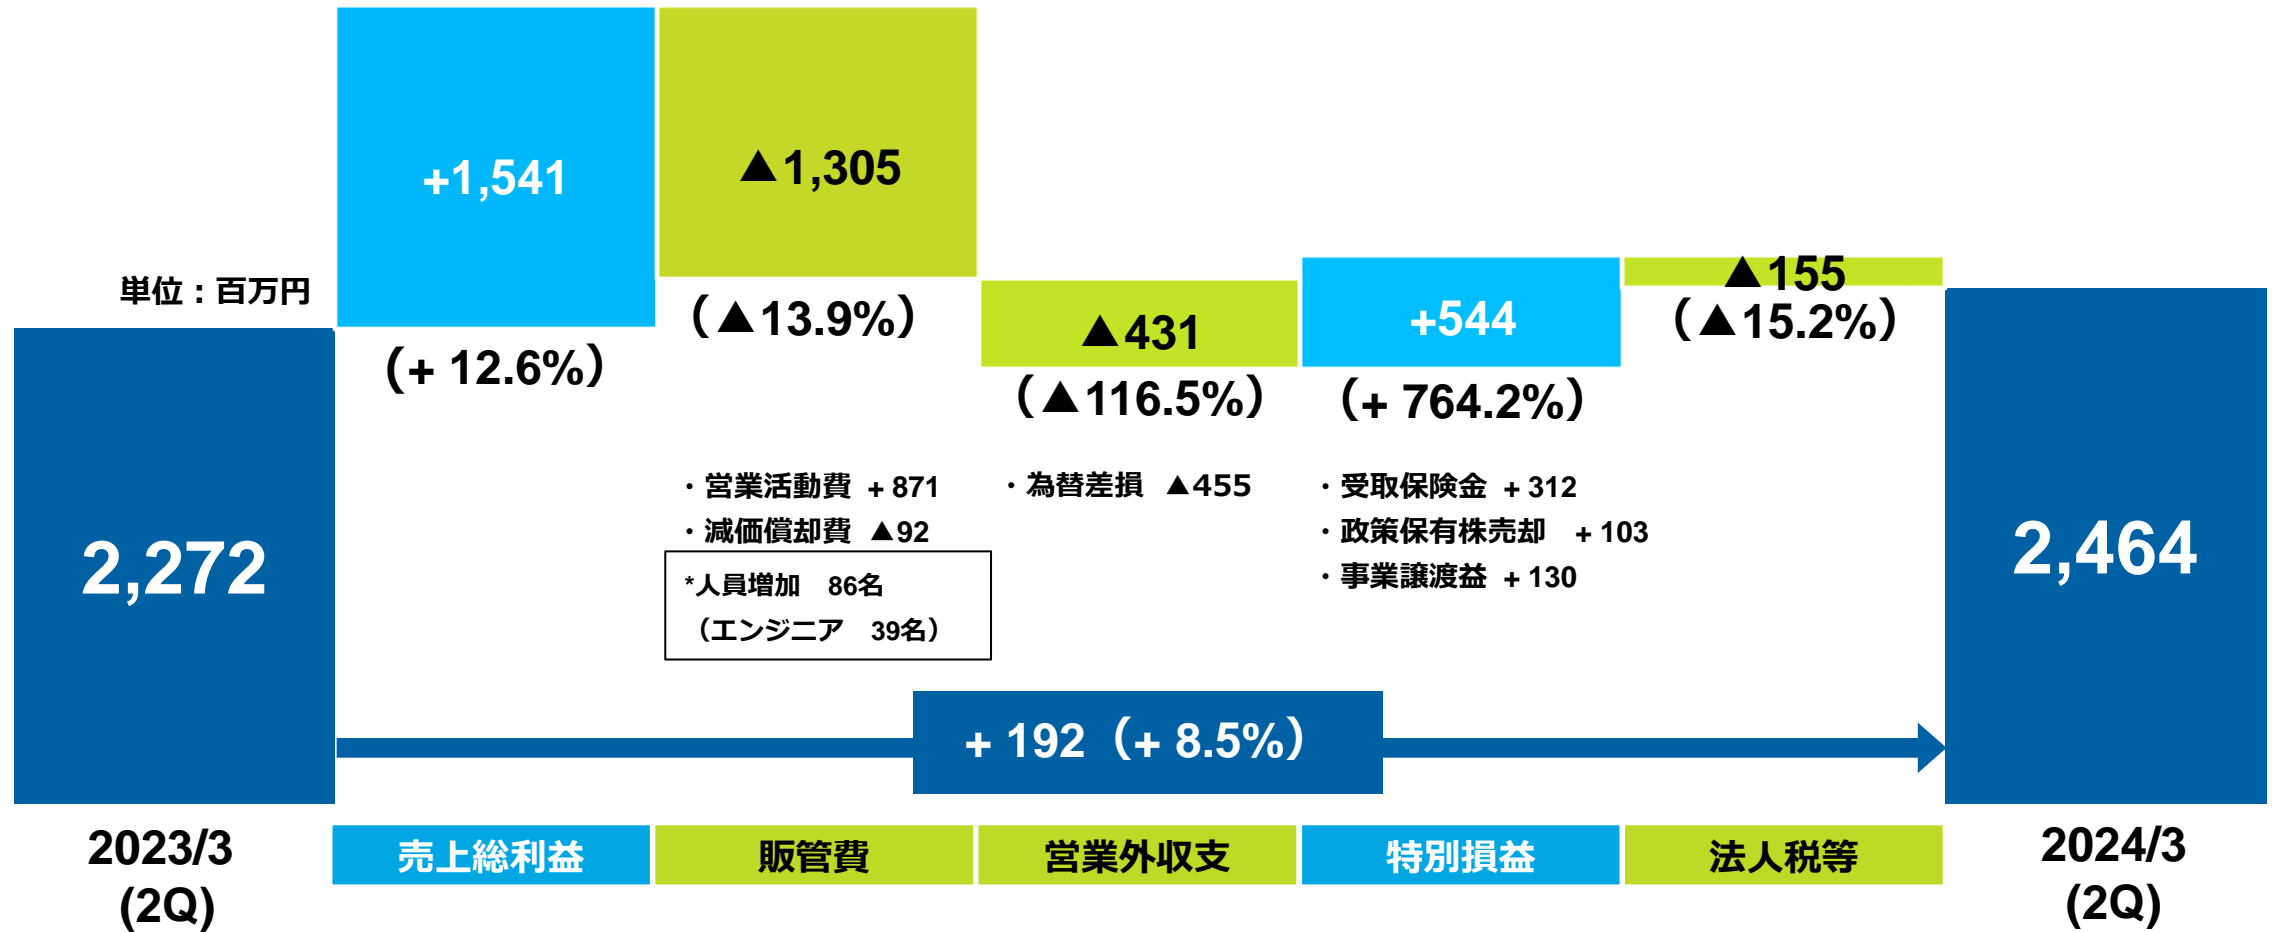 単位：百万円
2,272
+1,541
（+ 12.6%）
▲1,305
（▲13.9%）
▲431
（▲116.5%）
+544
（+ 764.2%）
▲155
（▲15.2%）
2,464
・営業活動費 + 871
・減価償却費 ▲92
*人員増加　86名
（エンジニア　39名）
・為替差損 ▲455
・受取保険金 + 312
・政策保有株売却　+ 103
・事業譲渡益 + 130
+ 192（+ 8.5%）
2023/3
(2Q)
売上総利益
販管費
営業外収支
特別損益
法人税等
2024/3
(2Q)